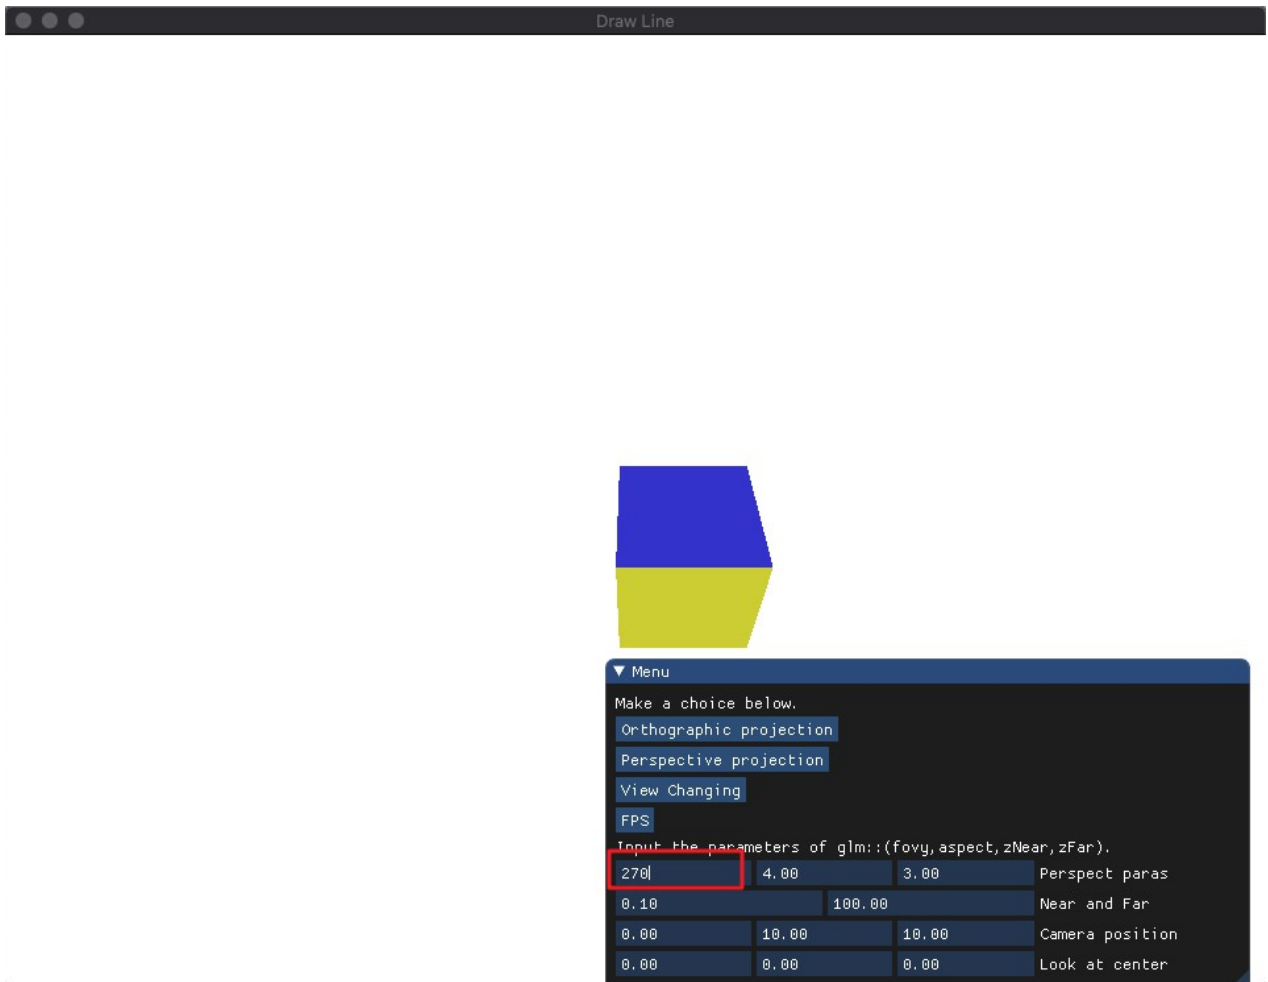 Draw Line
▼ Menu
Make a choice below.
Orthographic projection
Perspective projection
View Changing
FPS
Input the parameters of glm::(fovy,aspect,zNear,zFar).
270 4.00 3.00 Perspect paras
0.10 100.00 Near and Far
0.00 10.00 10.00 Camera position
0.00 0.00 0.00 Look at center